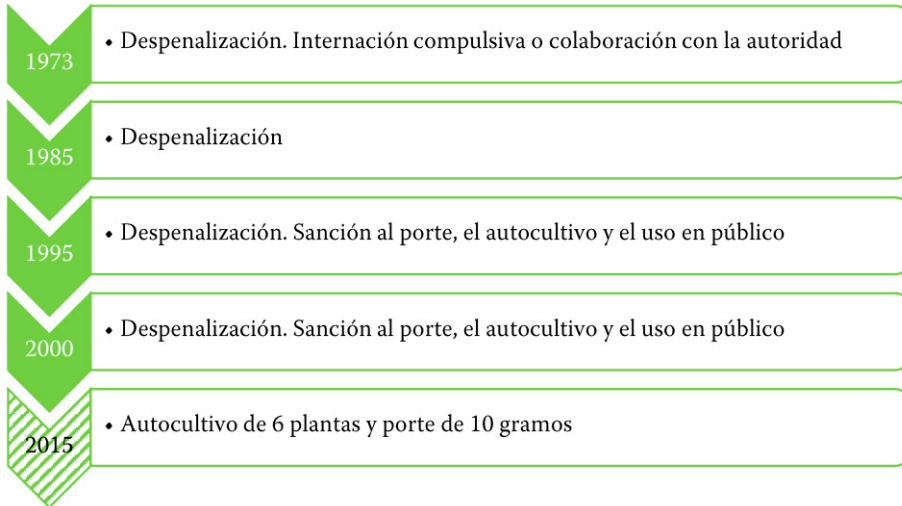 1973
• Despenalización. Internación compulsiva o colaboración con la autoridad
1985
• Despenalización
1995
• Despenalización. Sanción al porte, el autocultivo y el uso en público
2000
• Despenalización. Sanción al porte, el autocultivo y el uso en público
2015
• Autocultivo de 6 plantas y porte de 10 gramos